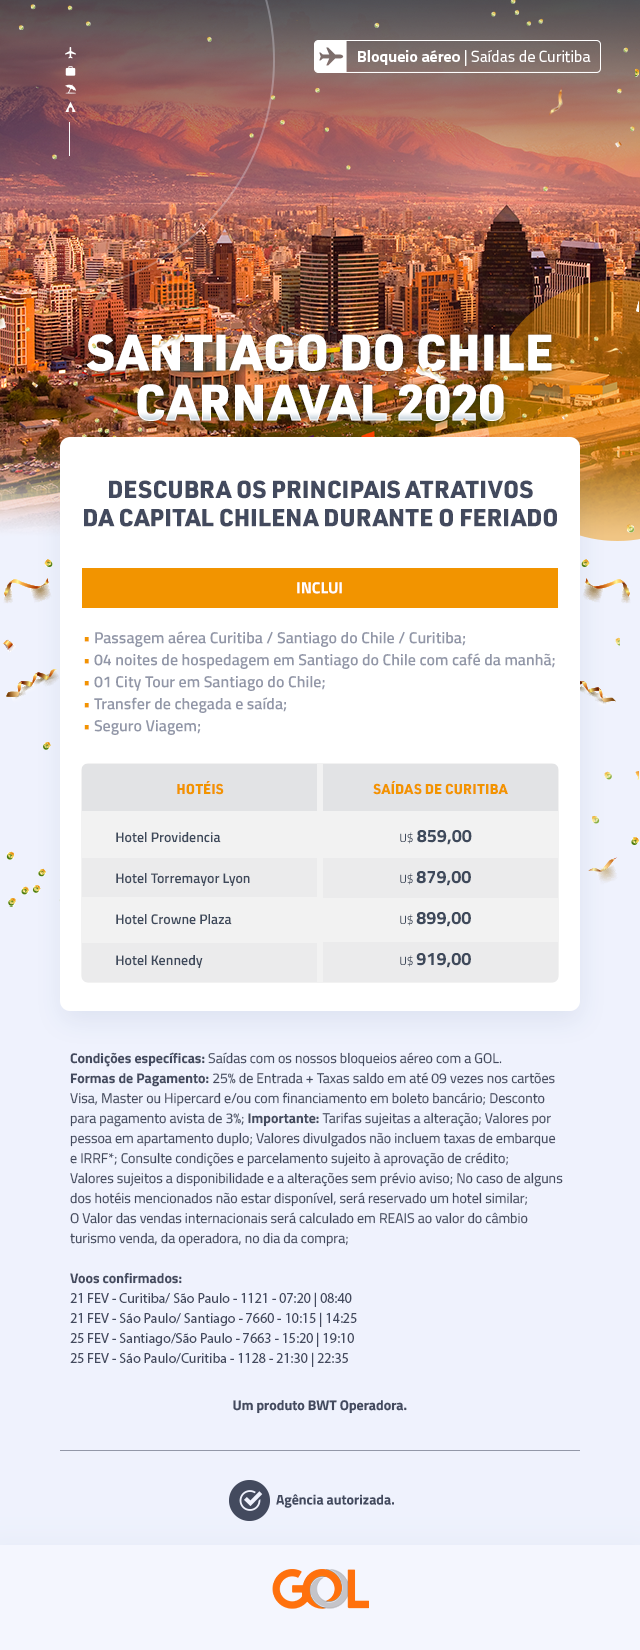 Bloqueio aéreo | Saídas de Curitiba
SANTIAGO DO CHILE
CARNAVAL 2020
DESCUBRA OS PRINCIPAIS ATRATIVOS
DA CAPITAL CHILENA DURANTE O FERIADO
INCLUI
▪ Passagem aérea Curitiba / Santiago do Chile / Curitiba;
▪ 04 noites de hospedagem em Santiago do Chile com café da manhã;
▪ 01 City Tour em Santiago do Chile;
▪ Transfer de chegada e saída;
▪ Seguro Viagem;
HOTÉIS SAÍDAS DE CURITIBA
Hotel Providencia U$ 859,00
Hotel Torremayor Lyon U$ 879,00
Hotel Crowne Plaza U$ 899,00
Hotel Kennedy U$ 919,00
Condições específicas: Saídas com os nossos bloqueios aéreo com a GOL.
Formas de Pagamento: 25% de Entrada + Taxas saldo em até 09 vezes nos cartões
Visa, Master ou Hipercard e/ou com financiamento em boleto bancário; Desconto
para pagamento avista de 3%; Importante: Tarifas sujeitas a alteração; Valores por
pessoa em apartamento duplo; Valores divulgados não incluem taxas de embarque
e IRRF*; Consulte condições e parcelamento sujeito à aprovação de crédito;
Valores sujeitos a disponibilidade e a alterações sem prévio aviso; No caso de alguns
dos hotéis mencionados não estar disponível, será reservado um hotel similar;
O Valor das vendas internacionais será calculado em REAIS ao valor do câmbio
turismo venda, da operadora, no dia da compra;
Voos confirmados:
21 FEV - Curitiba/ São Paulo - 1121 - 07:20 | 08:40
21 FEV - São Paulo/ Santiago - 7660 - 10:15 | 14:25
25 FEV - Santiago/São Paulo - 7663 - 15:20 | 19:10
25 FEV - São Paulo/Curitiba - 1128 - 21:30 | 22:35
Um produto BWT Operadora.
Agência autorizada.
GOL